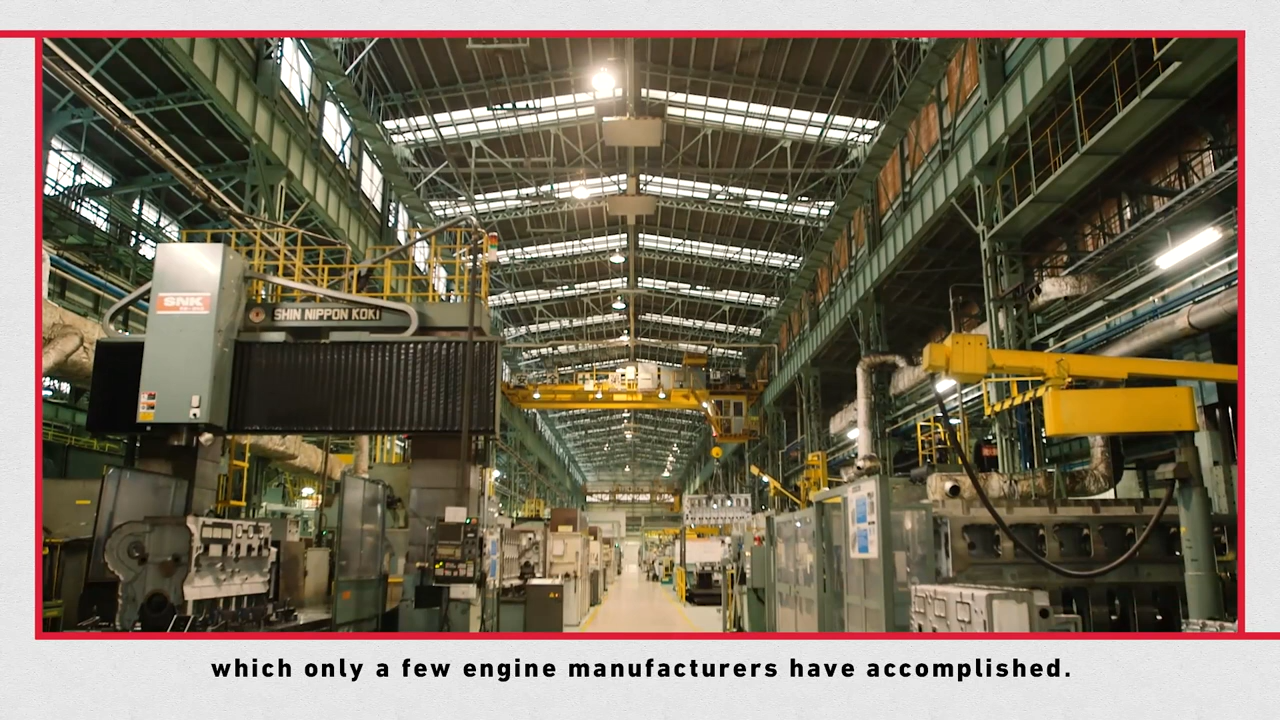 SNK
SHIN NIPPON KOKI
which only a few engine manufacturers have accomplished.